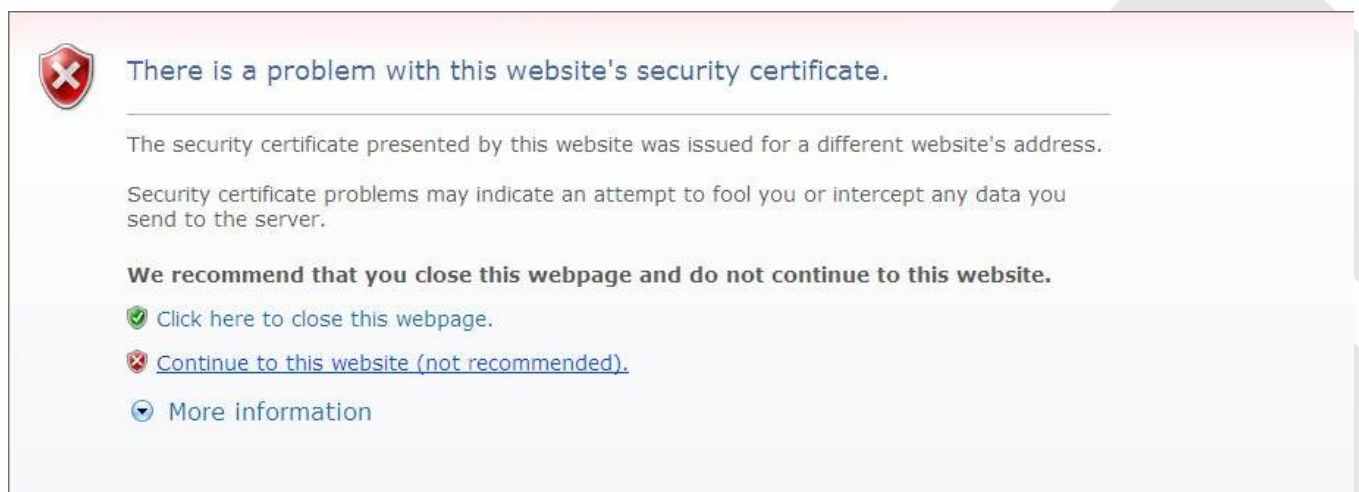 There is a problem with this website's security certificate.
The security certificate presented by this website was issued for a different website's address.
Security certificate problems may indicate an attempt to fool you or intercept any data you
send to the server.
We recommend that you close this webpage and do not continue to this website.
Click here to close this webpage.
Continue to this website (not recommended).
More information